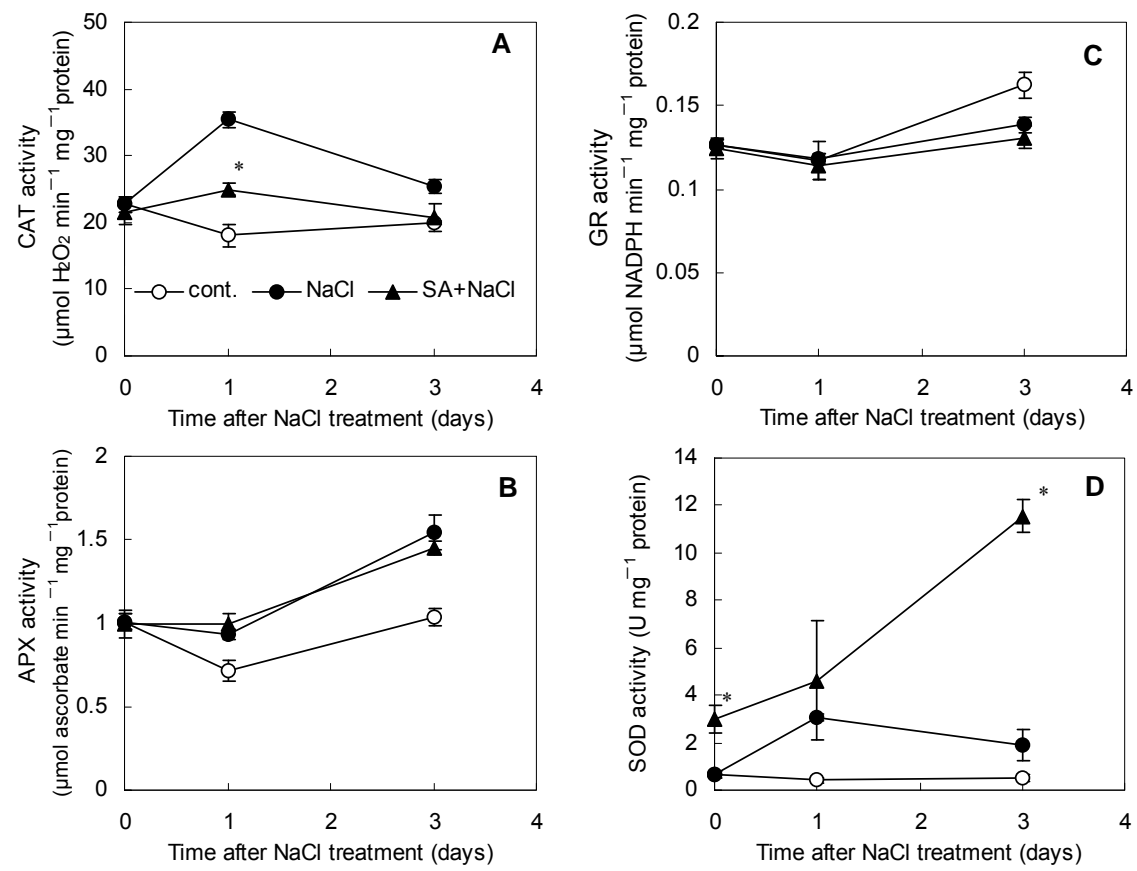 A
CAT activity
(μmol H₂O₂ min⁻¹ mg⁻¹ protein)
50
40
30
20
10
0
*
cont. NaCl SA+NaCl
0 1 2 3 4
Time after NaCl treatment (days)
C
GR activity
(μmol NADPH min⁻¹ mg⁻¹ protein)
0.2
0.15
0.1
0.05
0
0 1 2 3 4
Time after NaCl treatment (days)
B
APX activity
(μmol ascorbate min⁻¹ mg⁻¹ protein)
2
1.5
1
0.5
0
0 1 2 3 4
Time after NaCl treatment (days)
D
SOD activity (U mg⁻¹ protein)
14
12
10
8
6
4
2
0
*
*
0 1 2 3 4
Time after NaCl treatment (days)